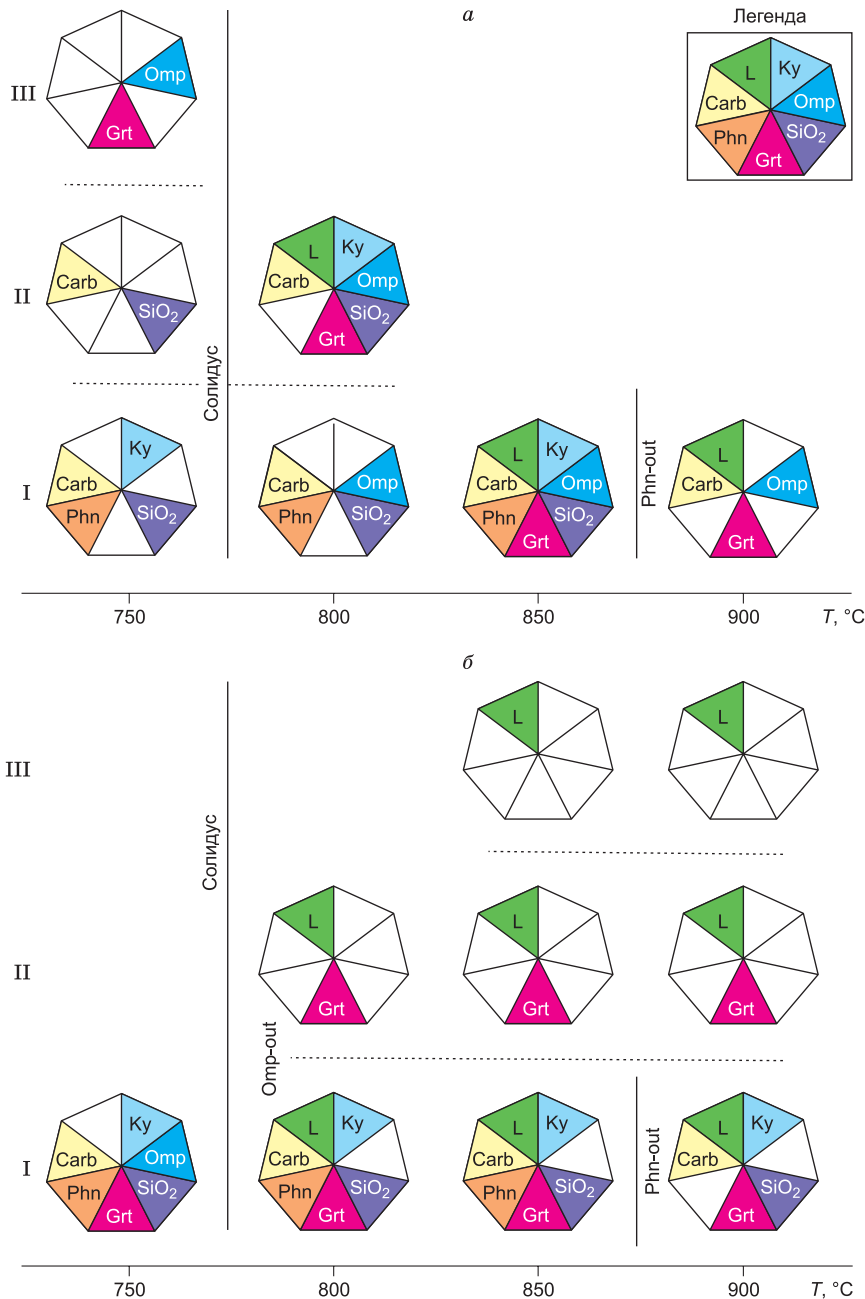 а
Легенда
L
Ky
Carb
Omp
Phn
SiO₂
Grt
III
Omp
Grt
II
Carb
SiO₂
L
Ky
Carb
Omp
SiO₂
Grt
Солидус
I
Ky
Carb
Phn
SiO₂
Carb
Omp
Phn
SiO₂
L
Ky
Carb
Omp
Phn
SiO₂
Grt
Phn-out
L
Carb
Omp
Grt
750
800
850
900
T, °C
б
III
L
L
Солидус
II
L
Grt
L
Grt
L
Grt
Omp-out
I
Ky
Carb
Omp
Phn
SiO₂
Grt
L
Ky
Carb
Phn
SiO₂
Grt
L
Ky
Carb
Phn
SiO₂
Grt
Phn-out
L
Ky
Carb
SiO₂
Grt
750
800
850
900
T, °C